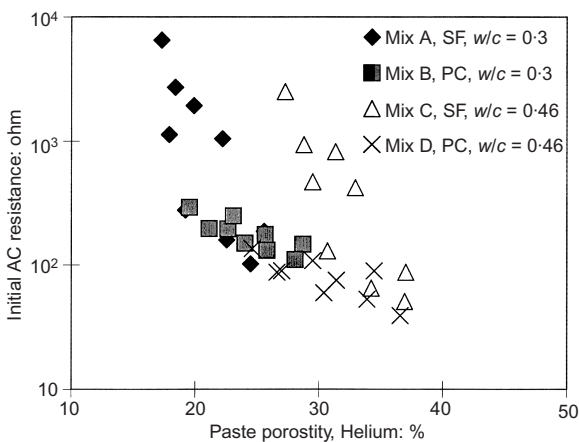 10⁴
10³
10²
10
Initial AC resistance: ohm
Mix A, SF, w/c = 0·3
Mix B, PC, w/c = 0·3
Mix C, SF, w/c = 0·46
Mix D, PC, w/c = 0·46
10 20 30 40 50
Paste porostity, Helium: %